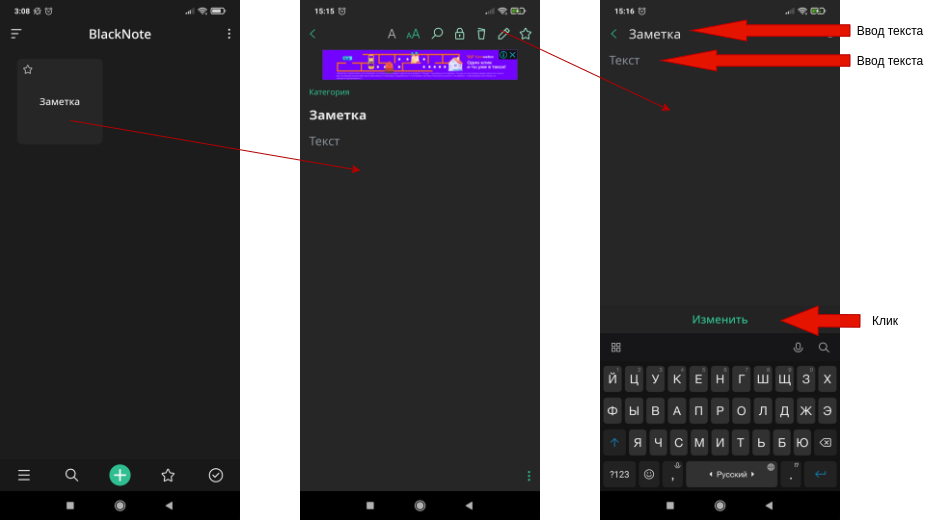 3:08
BlackNote
Заметка
15:15
A
AA
Категория
Заметка
Текст
15:16
Заметка
Текст
Ввод текста
Ввод текста
Изменить
Клик
Й Ц У К Е Н Г Ш Щ З Х
Ф Ы В А П Р О Л Д Ж Э
Я Ч С М И Т Ь Б Ю
?123 , Русский .